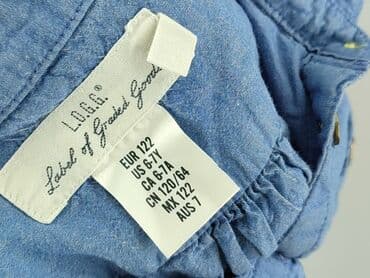 L.O.G.G.®
Label of Graded Goods
EUR 122
US 6-7Y
CA 6-7A
CN 120/64
MX 122
AUS 7